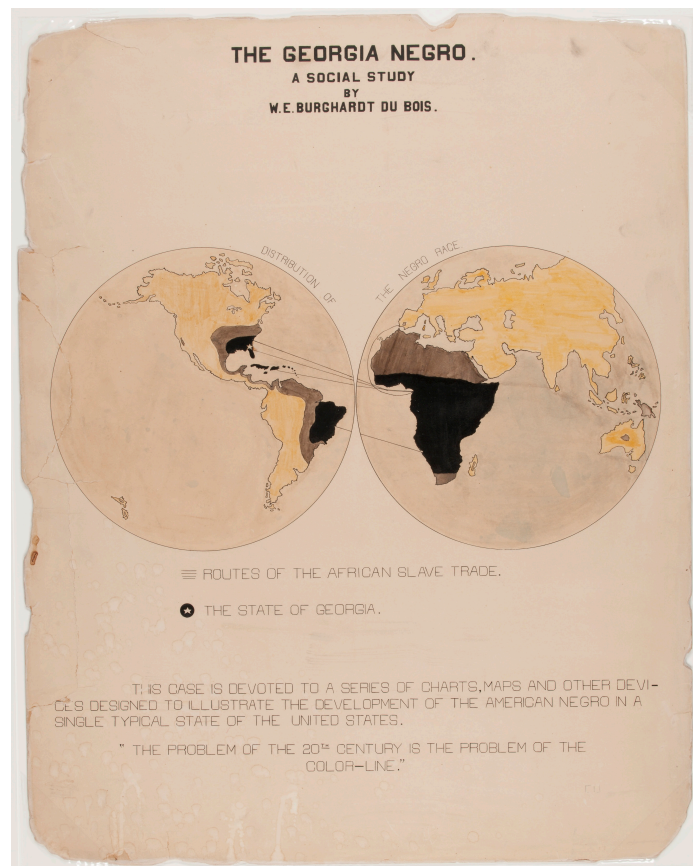 THE GEORGIA NEGRO.
A SOCIAL STUDY
BY
W.E.BURGHARDT DU BOIS.
DISTRIBUTION OF THE NEGRO RACE
ROUTES OF THE AFRICAN SLAVE TRADE.
THE STATE OF GEORGIA.
THIS CASE IS DEVOTED TO A SERIES OF CHARTS, MAPS AND OTHER DEVI-
CES DESIGNED TO ILLUSTRATE THE DEVELOPMENT OF THE AMERICAN NEGRO IN A
SINGLE TYPICAL STATE OF THE UNITED STATES.
" THE PROBLEM OF THE 20TH CENTURY IS THE PROBLEM OF THE
COLOR-LINE."